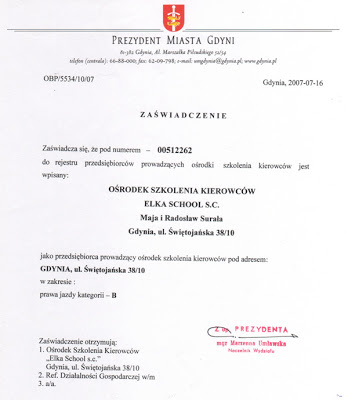 PREZYDENT MIASTA GDYNI
81-382 Gdynia, Al. Marszałka Piłsudskiego 52/54
telefon (centrala): 66-88-000; fax: 62-09-798; e-mail: umgdynia@gdynia.pl; www.gdynia.pl
OBP/5534/10/07
Gdynia, 2007-07-16
ZAŚWIADCZENIE
Zaświadcza się, że pod numerem – 00512262
do rejestru przedsiębiorców prowadzących ośrodki szkolenia kierowców jest
wpisany:
OŚRODEK SZKOLENIA KIEROWCÓW
ELKA SCHOOL S.C.
Maja i Radosław Surała
Gdynia, ul. Świętojańska 38/10
jako przedsiębiorca prowadzący ośrodek szkolenia kierowców pod adresem:
GDYNIA, ul. Świętojańska 38/10
w zakresie :
prawa jazdy kategorii – B
Z up. PREZYDENTA
mgr Marzenna
Naczelnik Wydziału
Zaświadczenie otrzymują:
1. Ośrodek Szkolenia Kierowców
„Elka School s.c."
Gdynia, ul. Świętojańska 38/10
2. Ref. Działalności Gospodarczej w/m
3. a/a.